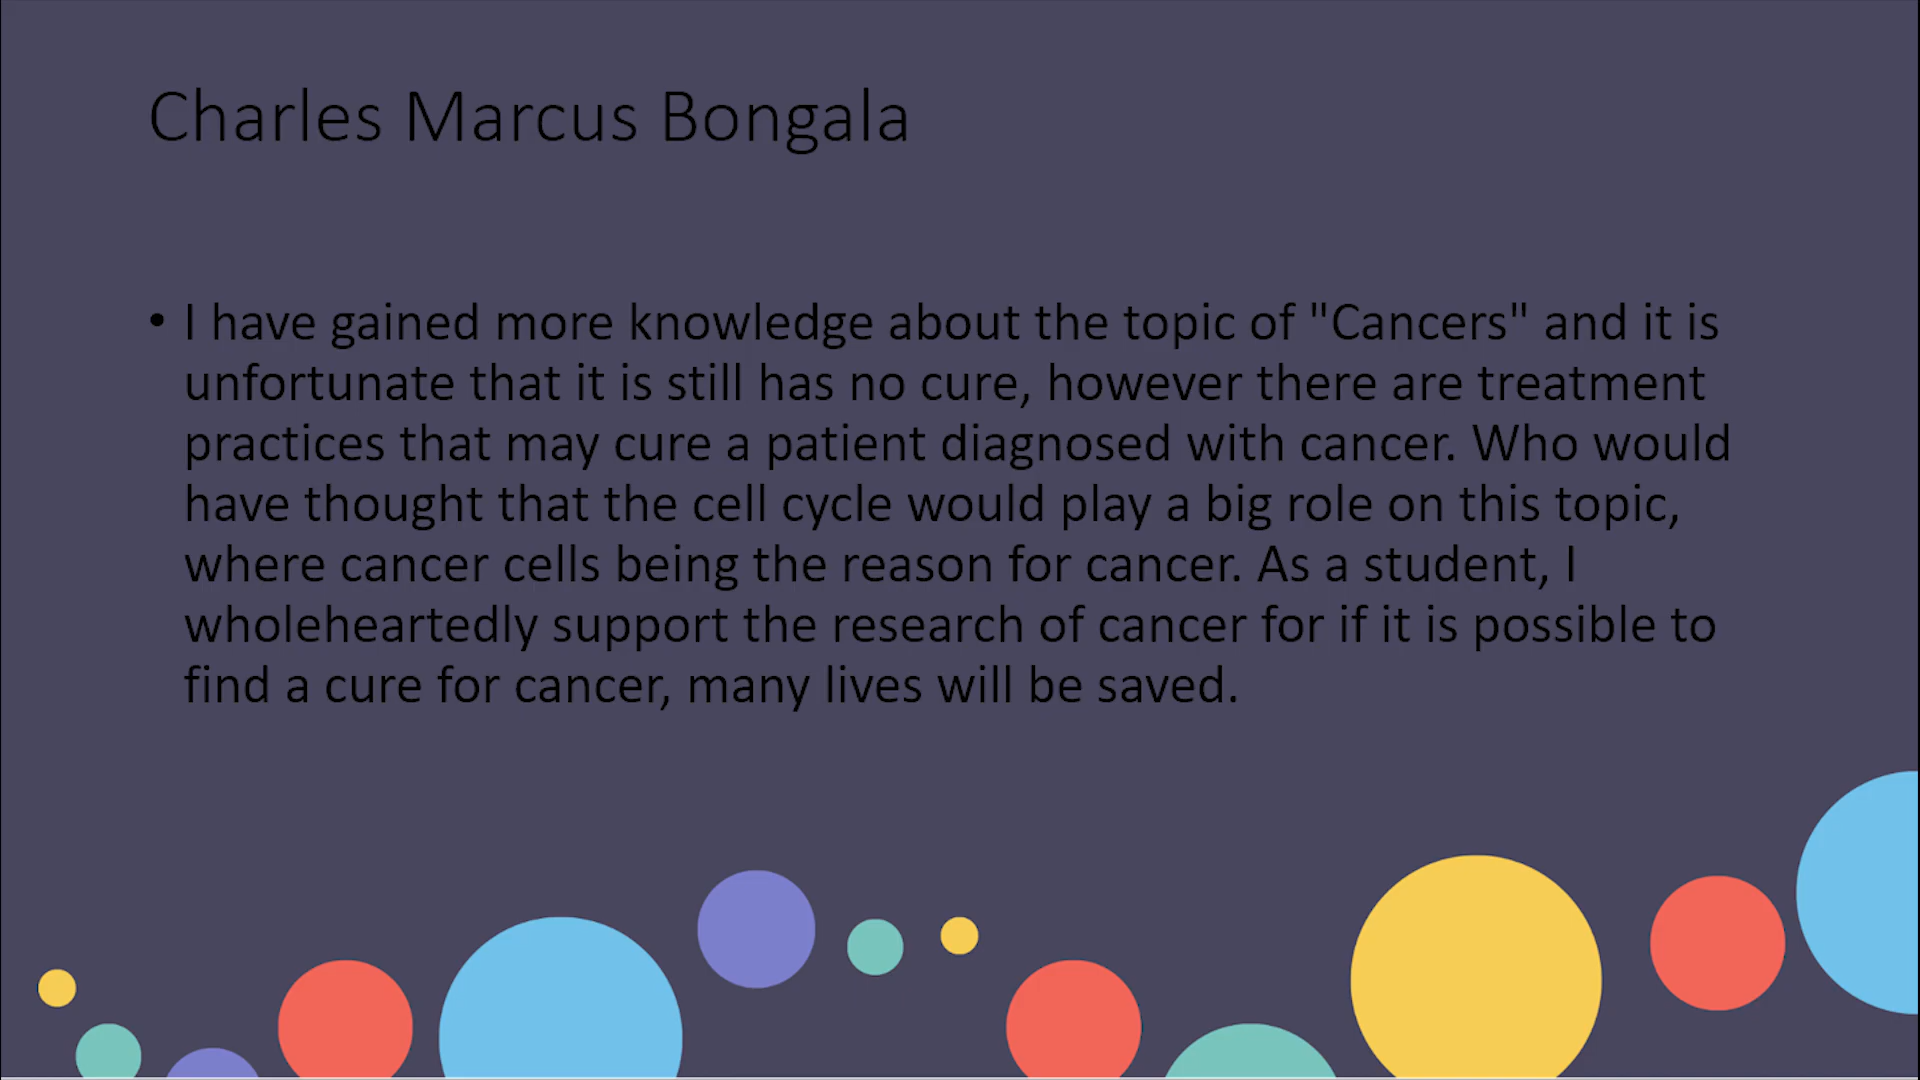 Charles Marcus Bongala
• I have gained more knowledge about the topic of "Cancers" and it is
unfortunate that it is still has no cure, however there are treatment
practices that may cure a patient diagnosed with cancer. Who would
have thought that the cell cycle would play a big role on this topic,
where cancer cells being the reason for cancer. As a student, I
wholeheartedly support the research of cancer for if it is possible to
find a cure for cancer, many lives will be saved.